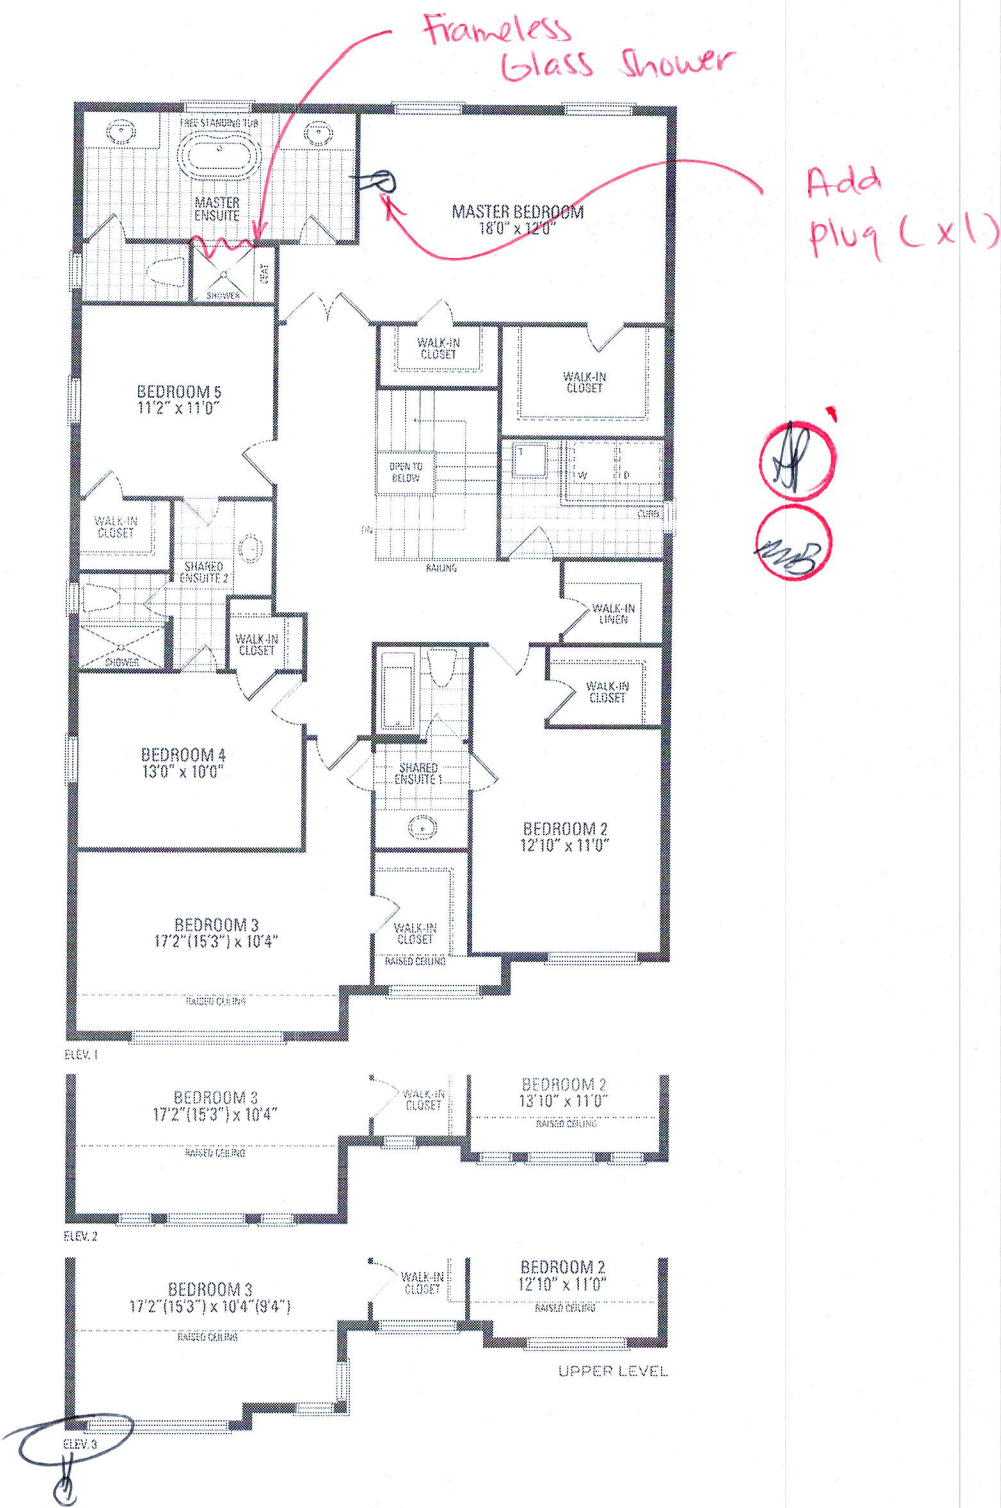 Frameless
Glass Shower
FREE STANDING TUB
MASTER
ENSUITE
Add
plug (x1)
MASTER BEDROOM
18'0" x 12'0"
SEAT
SHOWER
WALK-IN
CLOSET
WALK-IN
CLOSET
BEDROOM 5
11'2" x 11'0"
OPEN TO
BELOW
T
W
D
CURB
DN
WALK-IN
CLOSET
SHARED
ENSUITE 2
RAILING
WALK-IN
LINEN
WALK-IN
CLOSET
SHOWER
WALK-IN
CLOSET
BEDROOM 4
13'0" x 10'0"
SHARED
ENSUITE 1
BEDROOM 2
12'10" x 11'0"
BEDROOM 3
17'2"(15'3") x 10'4"
WALK-IN
CLOSET
RAISED CEILING
RAISED CEILING
ELEV. 1
BEDROOM 3
17'2"(15'3") x 10'4"
WALK-IN
CLOSET
BEDROOM 2
13'10" x 11'0"
RAISED CEILING
RAISED CEILING
ELEV. 2
BEDROOM 3
17'2"(15'3") x 10'4"(9'4")
WALK-IN
CLOSET
BEDROOM 2
12'10" x 11'0"
RAISED CEILING
RAISED CEILING
UPPER LEVEL
ELEV. 3